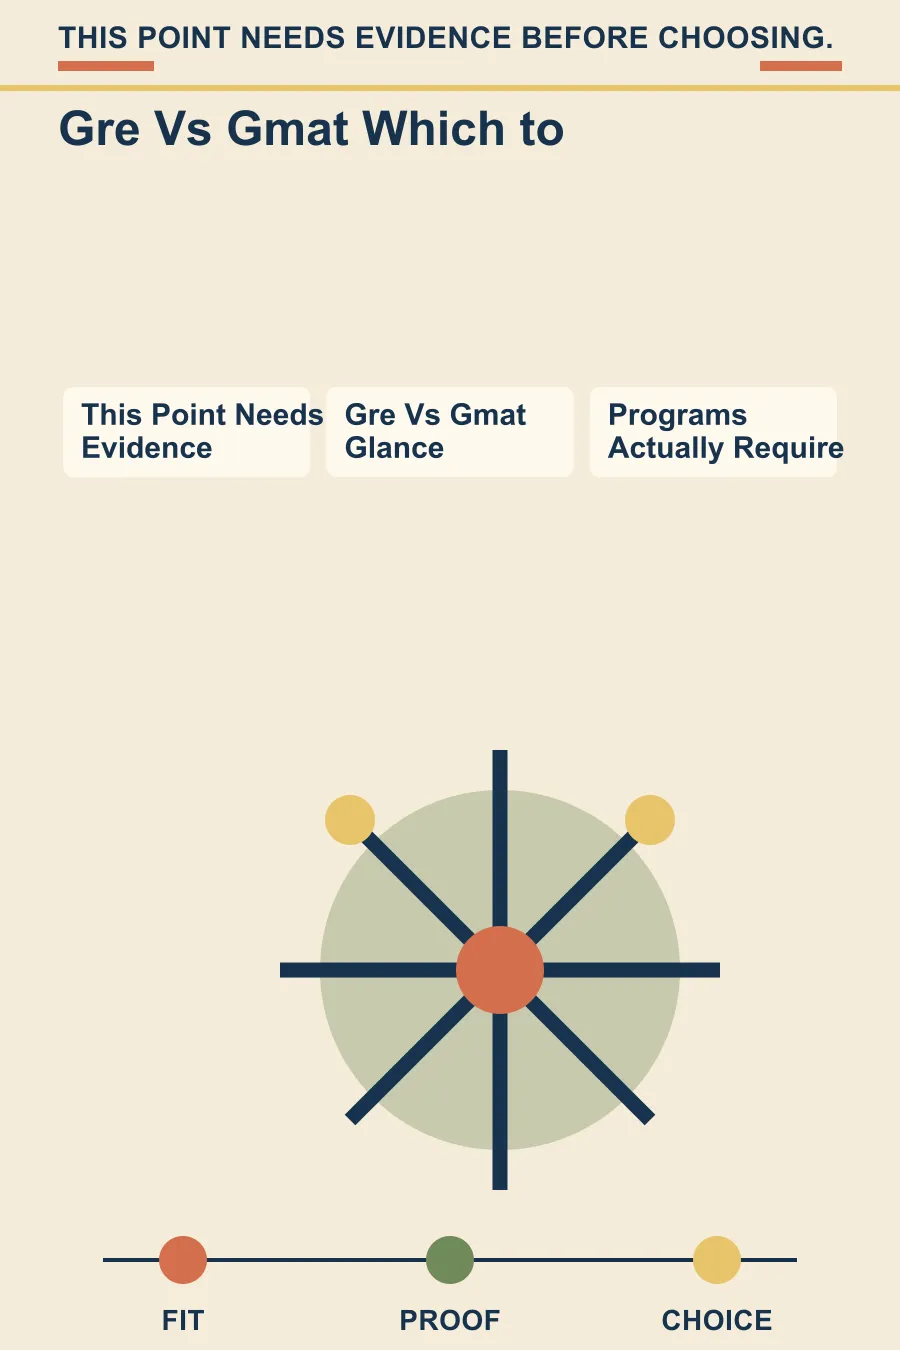 THIS POINT NEEDS EVIDENCE BEFORE CHOOSING.
Gre Vs Gmat Which to
This Point Needs
Evidence
Gre Vs Gmat
Glance
Programs
Actually Require
FIT
PROOF
CHOICE